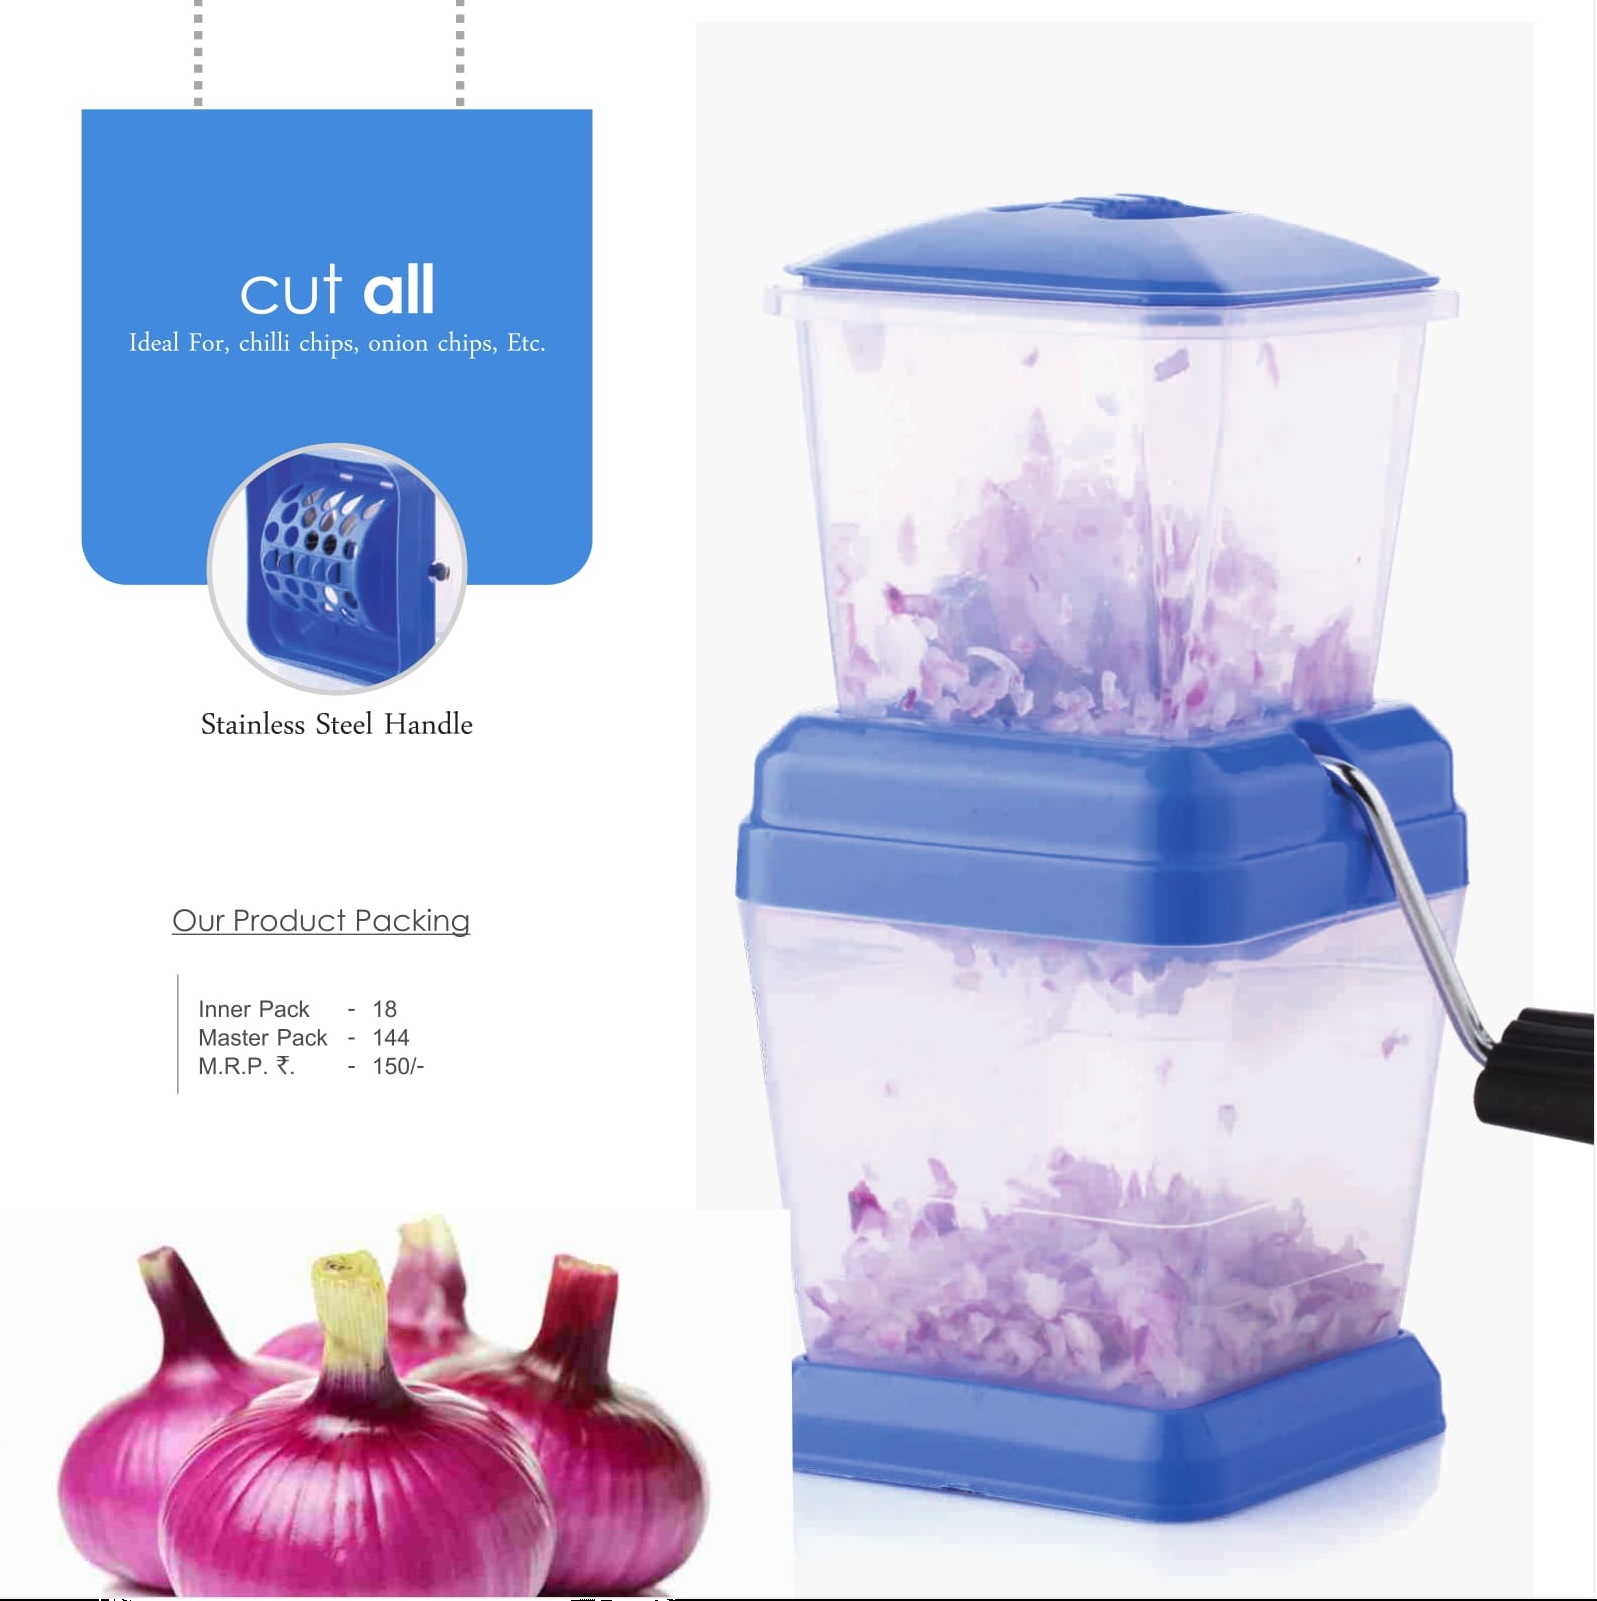 cut all
Ideal For, chilli chips, onion chips, Etc.
Stainless Steel Handle
Our Product Packing
Inner Pack - 18
Master Pack - 144
M.R.P. ₹. - 150/-